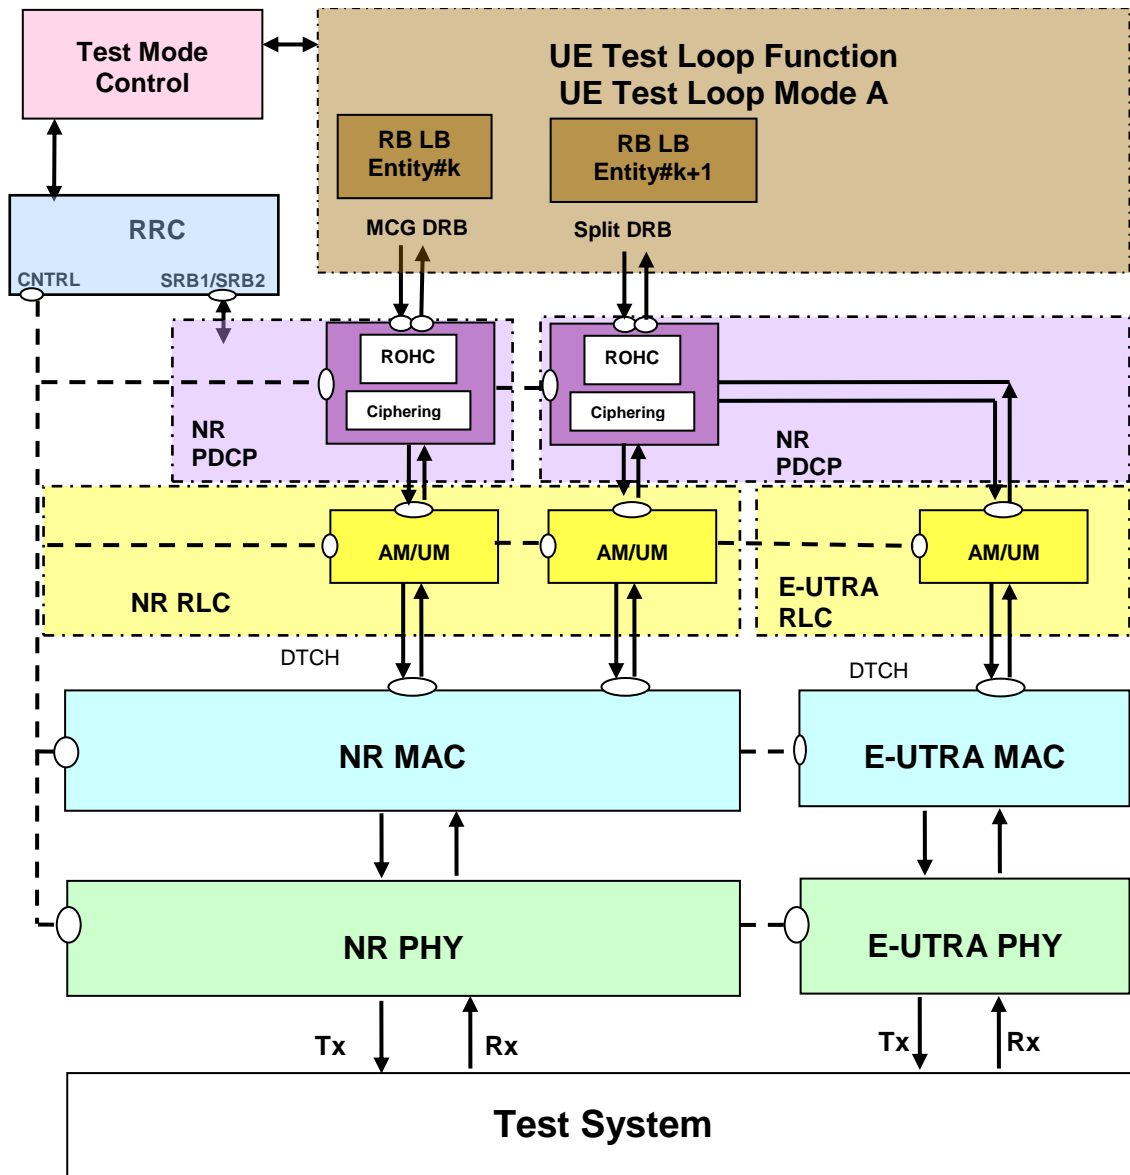 Test Mode
Control
UE Test Loop Function
UE Test Loop Mode A
RB LB
Entity#k
RB LB
Entity#k+1
MCG DRB
Split DRB
RRC
CNTRL
SRB1/SRB2
ROHC
Ciphering
NR
PDCP
ROHC
Ciphering
NR
PDCP
AM/UM
AM/UM
AM/UM
NR RLC
E-UTRA
RLC
DTCH
DTCH
NR MAC
E-UTRA MAC
NR PHY
E-UTRA PHY
Tx
Rx
Tx
Rx
Test System